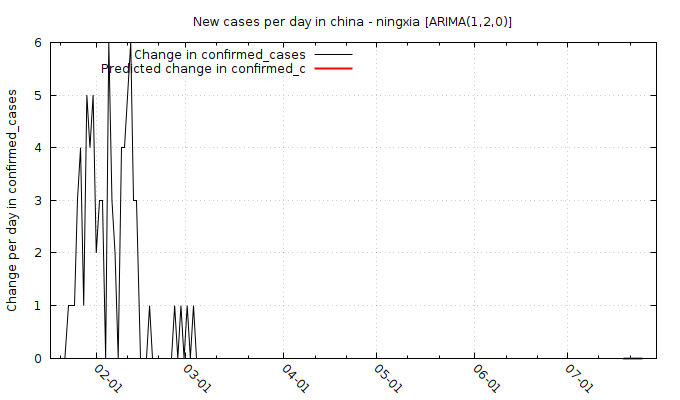 New cases per day in china - ningxia [ARIMA(1,2,0)]
Change in confirmed_cases
Predicted change in confirmed_c
Change per day in confirmed_cases
6
5
4
3
2
1
0
02-01 03-01 04-01 05-01 06-01 07-01